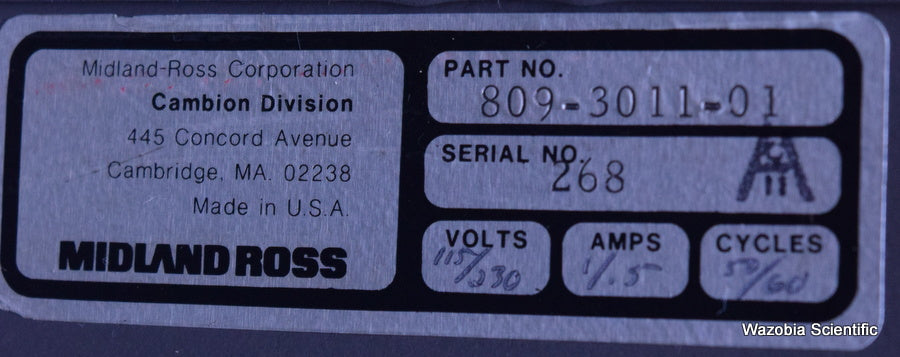 Midland-Ross Corporation
Cambion Division
445 Concord Avenue
Cambridge, MA. 02238
Made in U.S.A.
MIDLAND ROSS
PART NO.
809-3011-01
SERIAL NO.
268
VOLTS
115/230
AMPS
1/.5
CYCLES
50/60
Wazobia Scientific